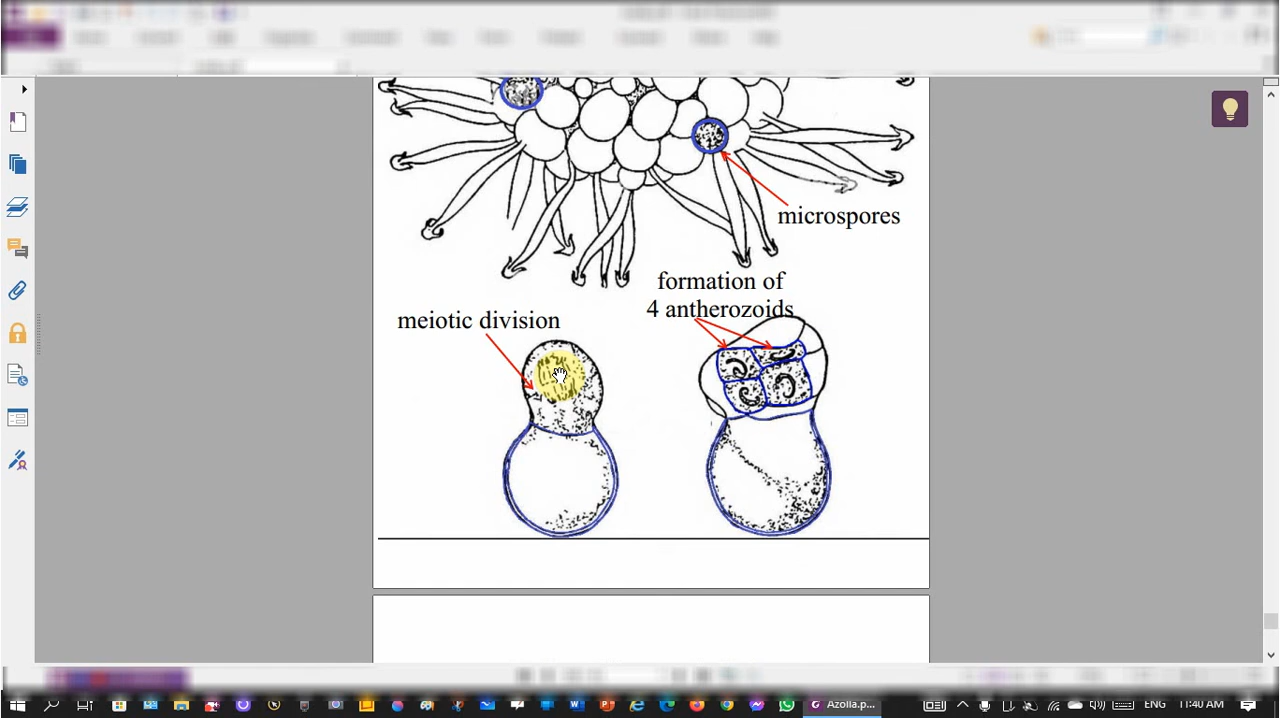 microspores
formation of
4 antherozoids
meiotic division
Azolla.p...
ENG
11:40 AM